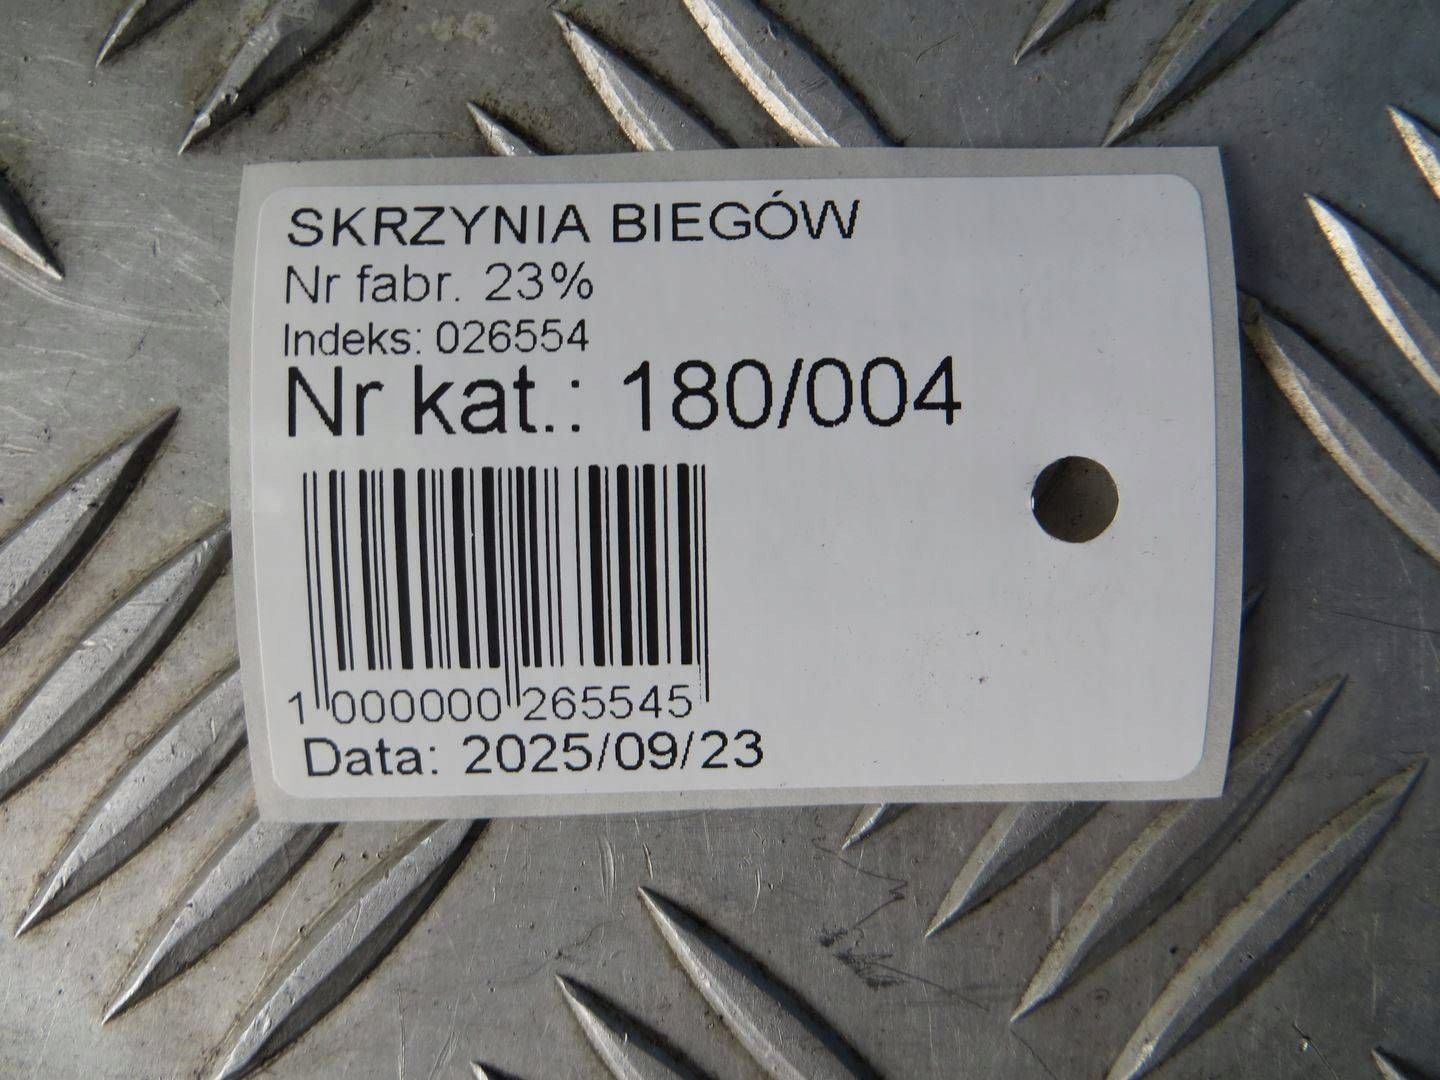 SKRZYNIA BIEGÓW
Nr fabr. 23%
Indeks: 026554
Nr kat.: 180/004
1 000000 265545
Data: 2025/09/23